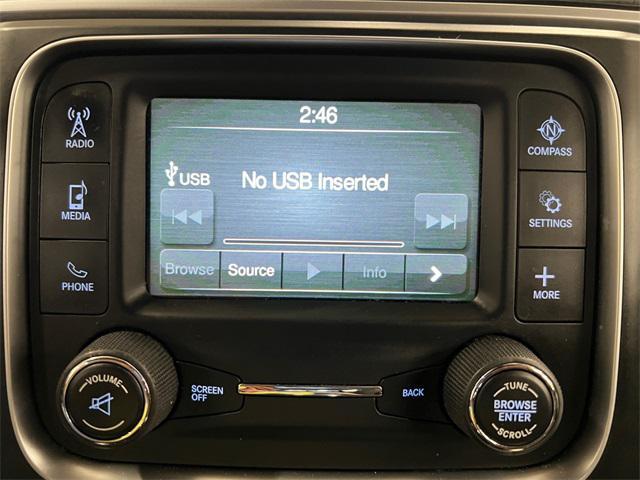 2:46
RADIO
N
COMPASS
USB
No USB Inserted
MEDIA
SETTINGS
Browse Source Info
PHONE
MORE
VOLUME
SCREEN
OFF
BACK
TUNE
BROWSE
ENTER
SCROLL